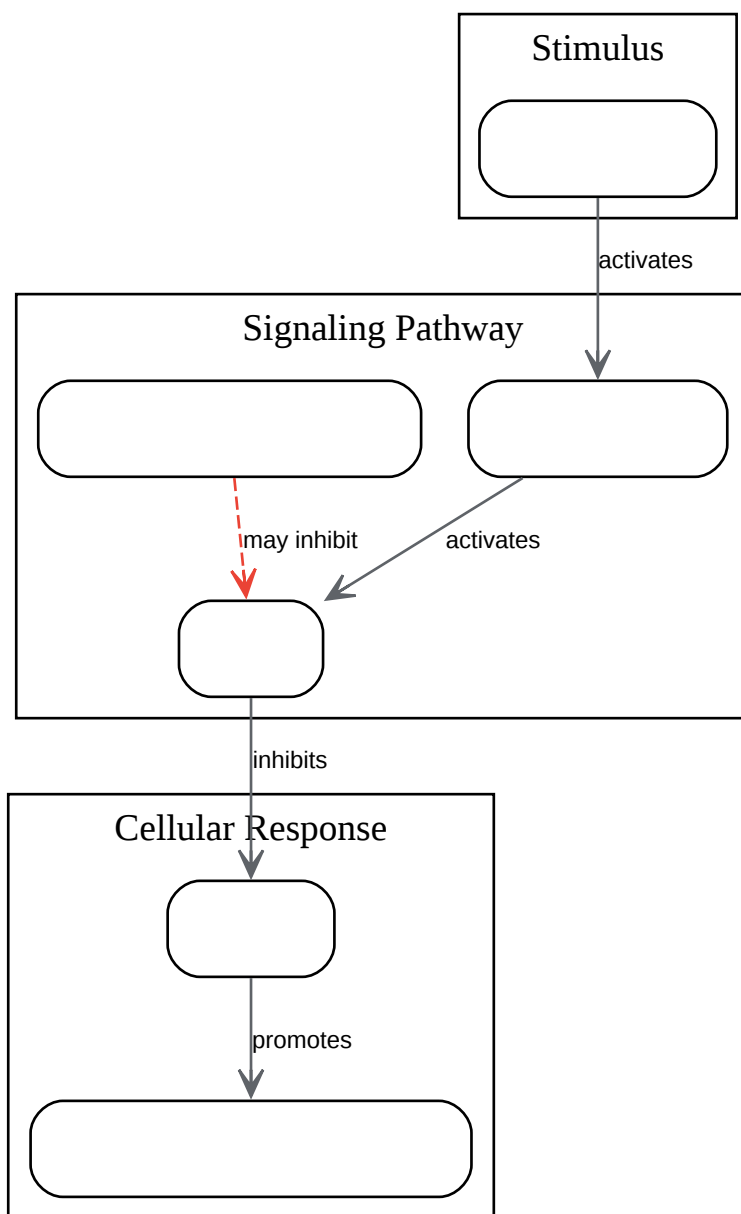 Stimulus
activates
Signaling Pathway
may inhibit
activates
inhibits
Cellular Response
promotes